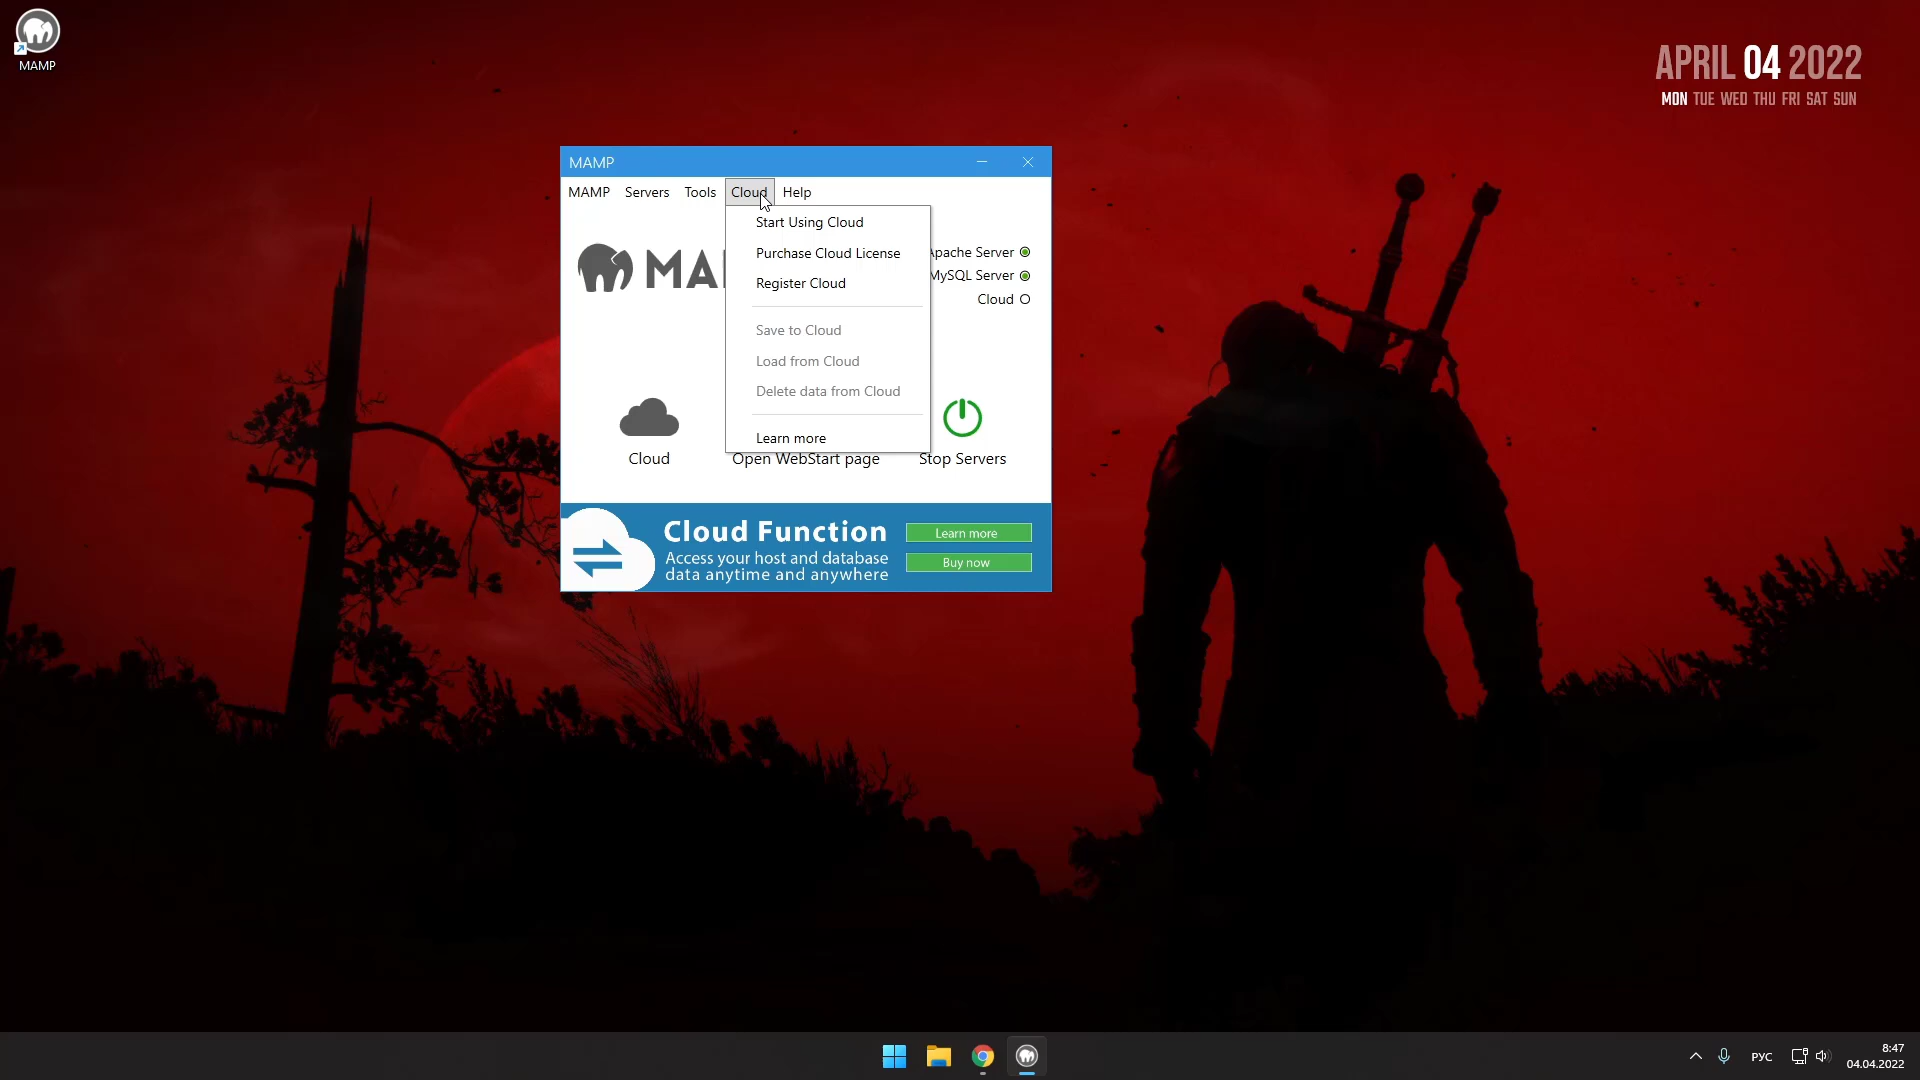 MAMP
APRIL 04 2022
MON TUE WED THU FRI SAT SUN
MAMP
MAMP Servers Tools Cloud Help
Start Using Cloud
Purchase Cloud License
Register Cloud
Save to Cloud
Load from Cloud
Delete data from Cloud
Learn more
MA
Apache Server
MySQL Server
Cloud
Cloud
Open WebStart page
Stop Servers
Cloud Function
Access your host and database
data anytime and anywhere
Learn more
Buy now
РУС
8:47
04.04.2022